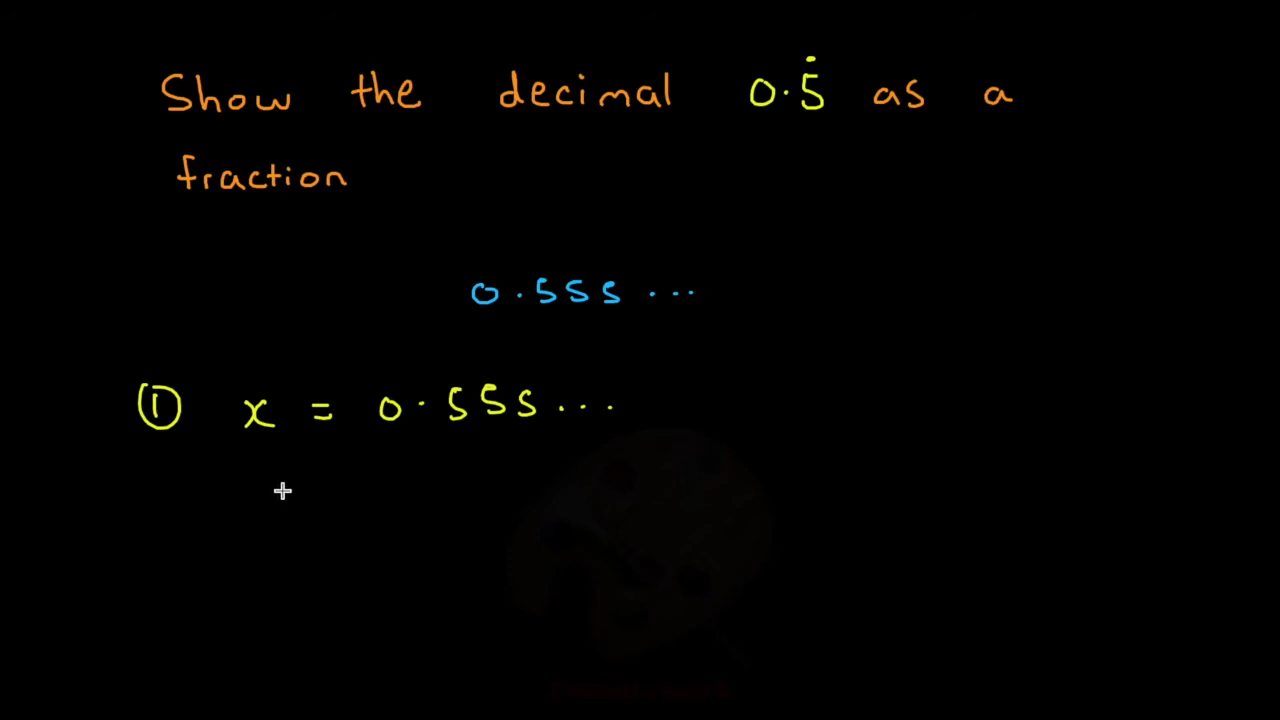 Show the decimal 0.5̇ as a
fraction
0.555...
① x = 0.555...